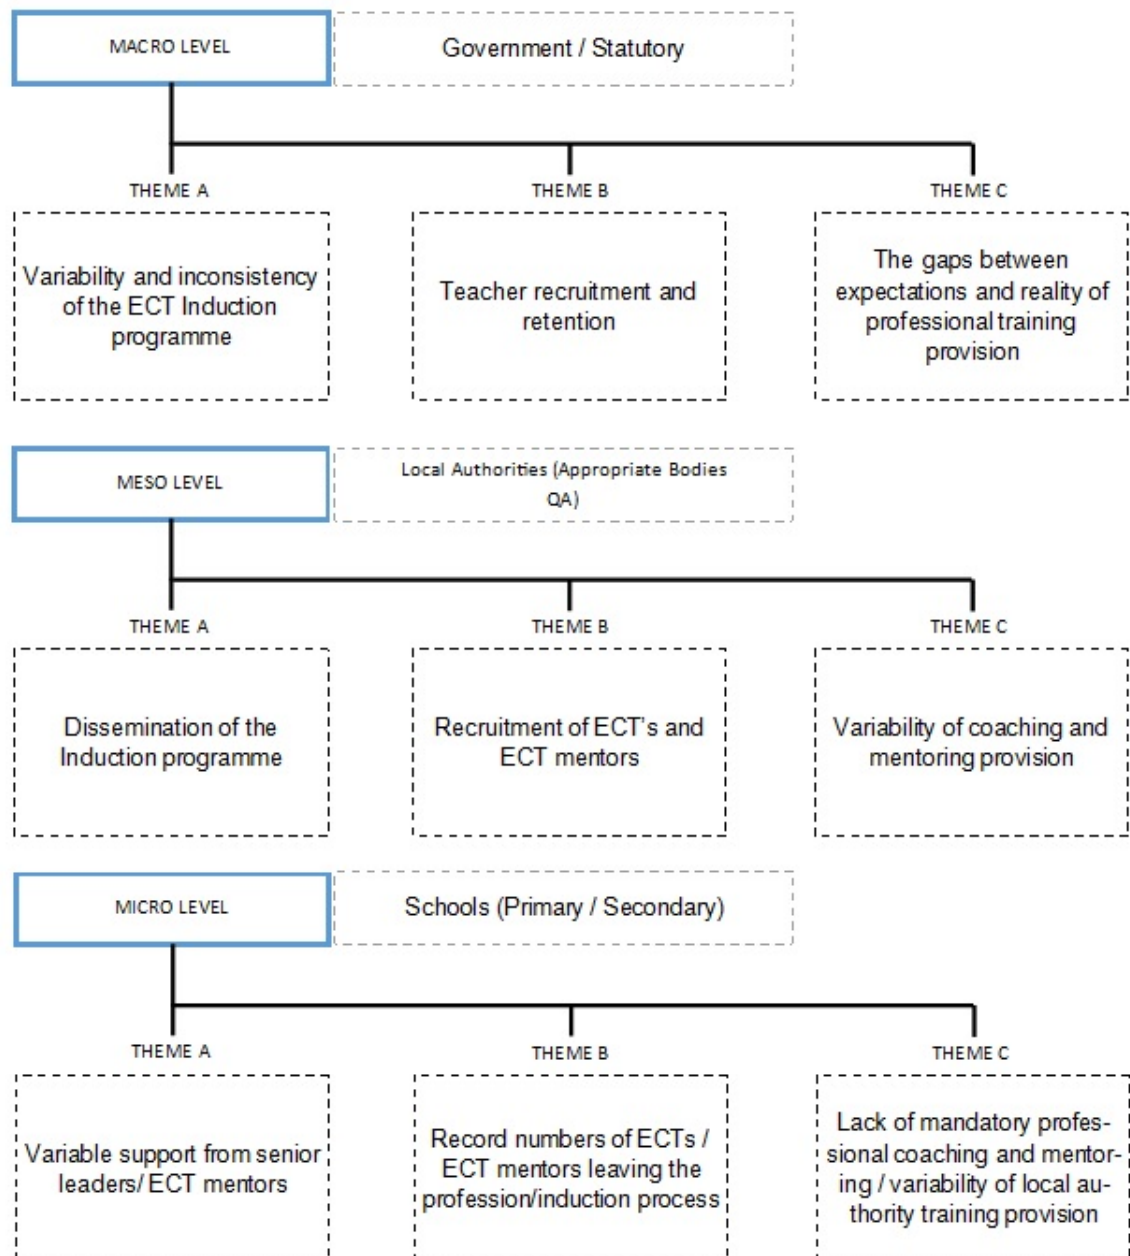 MACRO LEVEL
Government / Statutory
THEME A
THEME B
THEME C
Variability and inconsistency
of the ECT Induction
programme
Teacher recruitment and
retention
The gaps between
expectations and reality of
professional training
provision
MESO LEVEL
Local Authorities (Appropriate Bodies
QA)
THEME A
THEME B
THEME C
Dissemination of the
Induction programme
Recruitment of ECT's and
ECT mentors
Variability of coaching and
mentoring provision
MICRO LEVEL
Schools (Primary / Secondary)
THEME A
THEME B
THEME C
Variable support from senior
leaders/ ECT mentors
Record numbers of ECTs /
ECT mentors leaving the
profession/induction process
Lack of mandatory profes-
sional coaching and mentor-
ing / variability of local au-
thority training provision